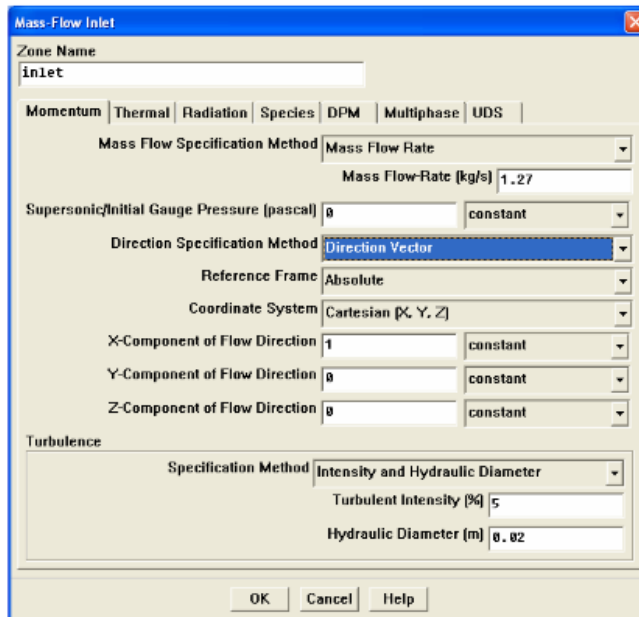 Mass-Flow Inlet
Zone Name
inlet
Momentum Thermal Radiation Species DPM Multiphase UDS
Mass Flow Specification Method Mass Flow Rate
Mass Flow-Rate (kg/s) 1.27
Supersonic/Initial Gauge Pressure (pascal) 0 constant
Direction Specification Method Direction Vector
Reference Frame Absolute
Coordinate System Cartesian (X, Y, Z)
X-Component of Flow Direction 1 constant
Y-Component of Flow Direction 0 constant
Z-Component of Flow Direction 0 constant
Turbulence
Specification Method Intensity and Hydraulic Diameter
Turbulent Intensity (%) 5
Hydraulic Diameter (m) 0.02
OK Cancel Help